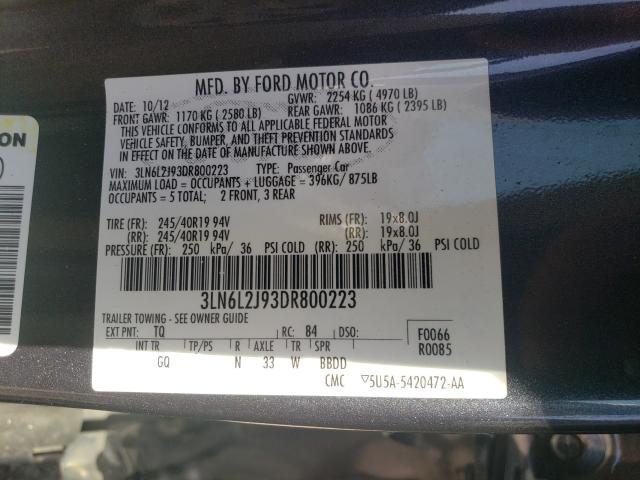 MFD. BY FORD MOTOR CO.
DATE: 10/12 GVWR: 2254 KG ( 4970 LB)
FRONT GAWR: 1170 KG ( 2580 LB) REAR GAWR: 1086 KG ( 2395 LB)
THIS VEHICLE CONFORMS TO ALL APPLICABLE FEDERAL MOTOR
VEHICLE SAFETY, BUMPER, AND THEFT PREVENTION STANDARDS
IN EFFECT ON THE DATE OF MANUFACTURE SHOWN ABOVE.
VIN: 3LN6L2J93DR800223 TYPE: Passenger Car
MAXIMUM LOAD = OCCUPANTS + LUGGAGE = 396KG/ 875LB
OCCUPANTS = 5 TOTAL; 2 FRONT, 3 REAR
TIRE (FR): 245/40R19 94V RIMS (FR): 19x8.0J
(RR): 245/40R19 94V (RR): 19x8.0J
PRESSURE (FR): 250 kPa/ 36 PSI COLD (RR): 250 kPa/ 36 PSI COLD
3LN6L2J93DR800223
TRAILER TOWING - SEE OWNER GUIDE
EXT PNT: TQ RC: 84 DSO: F0066
INT TR TP/PS R AXLE TR SPR R0085
GQ N 33 W BBDD
CMC ▽5U5A-5420472-AA
ON